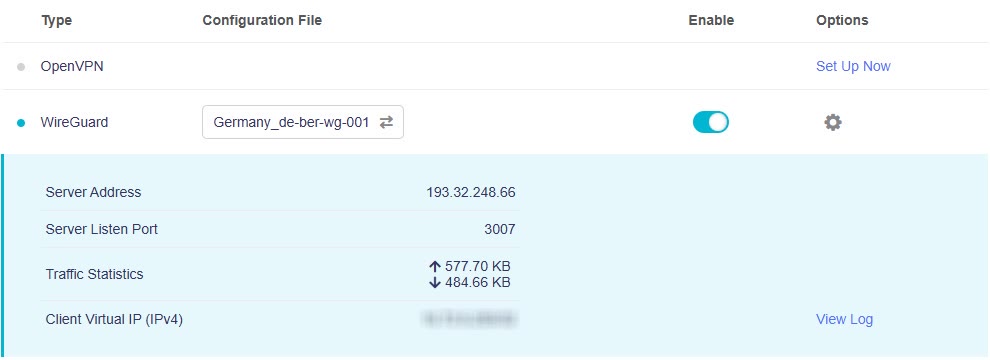 Type Configuration File Enable Options
OpenVPN Set Up Now
WireGuard Germany_de-ber-wg-001
Server Address 193.32.248.66
Server Listen Port 3007
Traffic Statistics ↑ 577.70 KB
↓ 484.66 KB
Client Virtual IP (IPv4) View Log